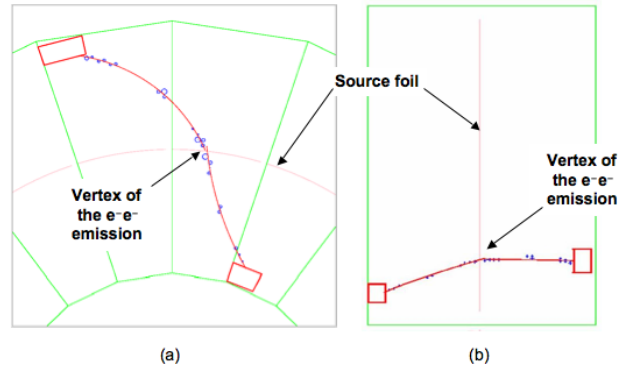 Source foil
Vertex of
the e⁻e⁻
emission
Vertex of
the e⁻e⁻
emission
(a)
(b)